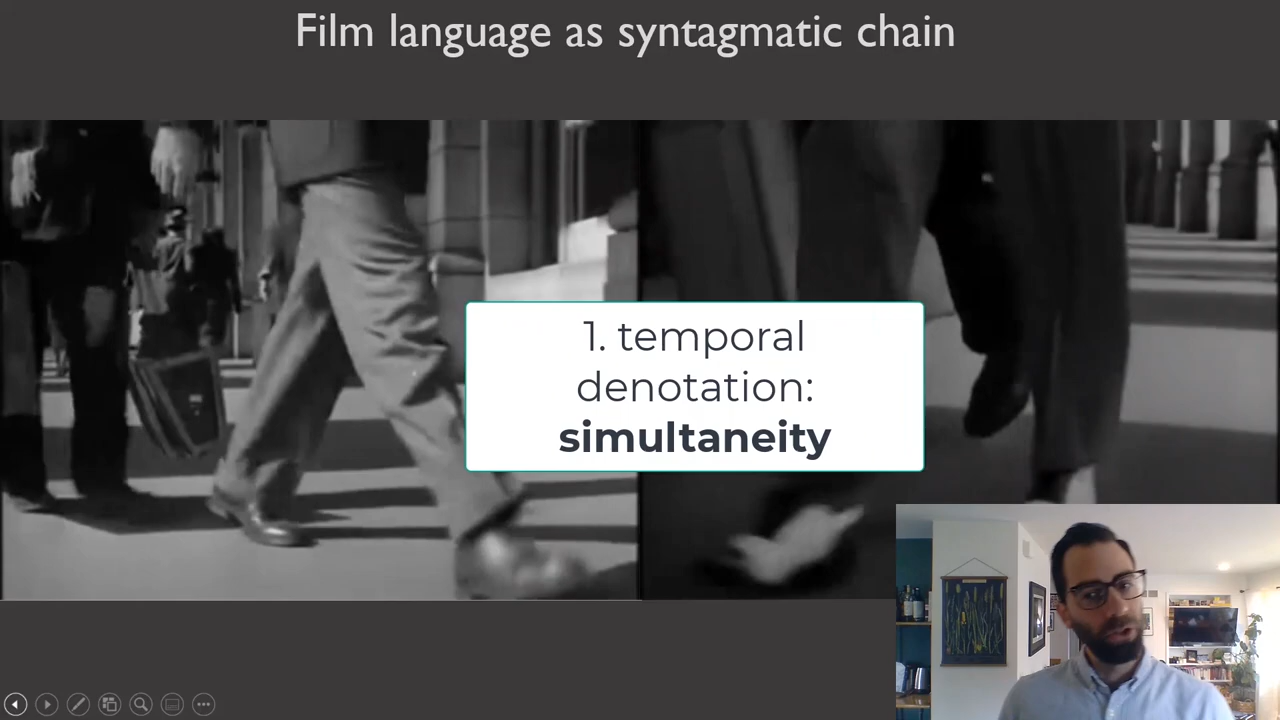 Film language as syntagmatic chain
1. temporal
denotation:
simultaneity